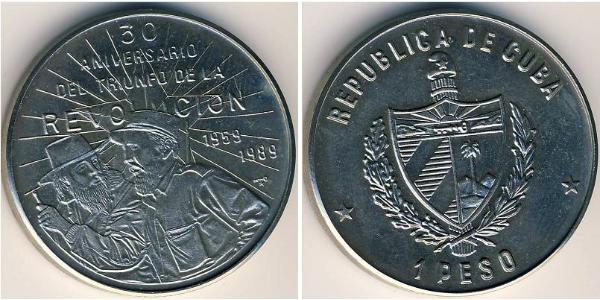 30
ANIVERSARIO
DEL TRIUNFO DE LA
REVOLUCION
1959
1989
REPUBLICA DE CUBA
1 PESO